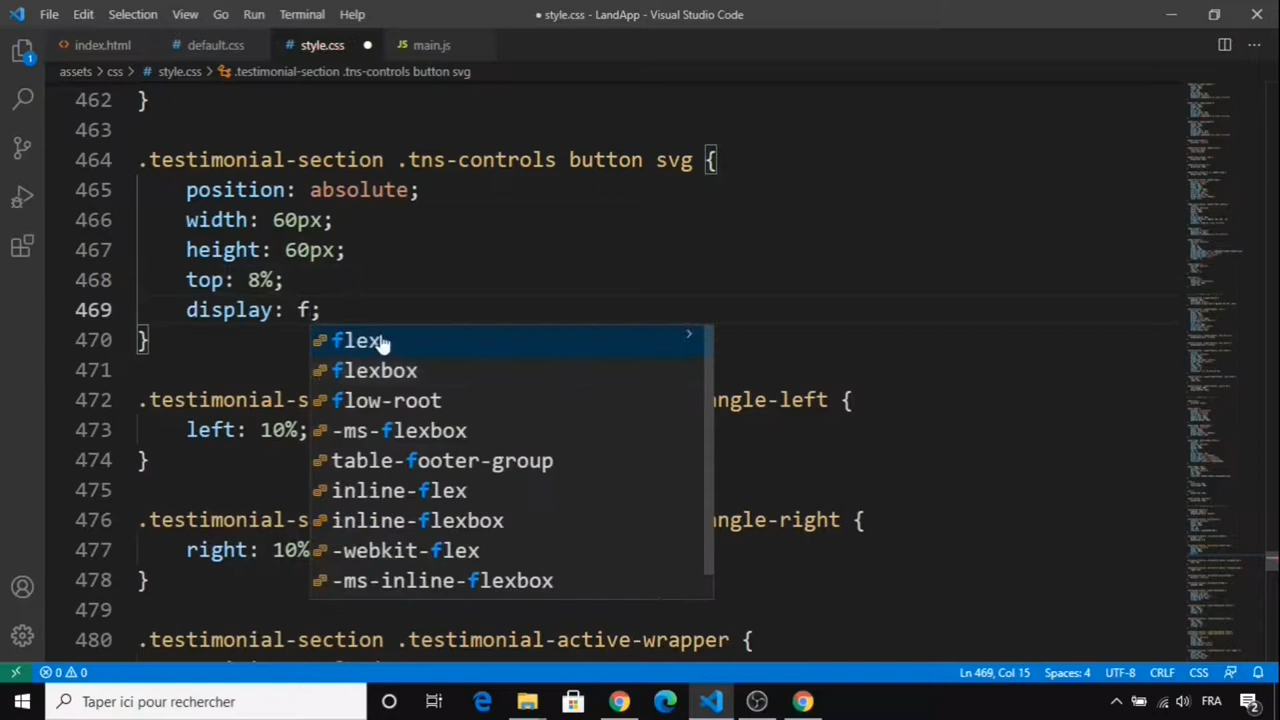 File Edit Selection View Go Run Terminal Help
● style.css - LandApp - Visual Studio Code
index.html default.css style.css JS main.js
assets > css > style.css > .testimonial-section .tns-controls button svg
462 }
463
464 .testimonial-section .tns-controls button svg {
465 position: absolute;
466 width: 60px;
467 height: 60px;
468 top: 8%;
469 display: f;
470 }
flex
471
flexbox
472 .testimonial-s angle-left {
flow-root
473 left: 10%;
-ms-flexbox
474 }
table-footer-group
475
inline-flex
476 .testimonial-s angle-right {
inline-flexbox
477 right: 10%
-webkit-flex
478 }
-ms-inline-flexbox
479
480 .testimonial-section .testimonial-active-wrapper {
1
0 0
Ln 469, Col 15 Spaces: 4 UTF-8 CRLF CSS
Taper ici pour rechercher
FRA
2